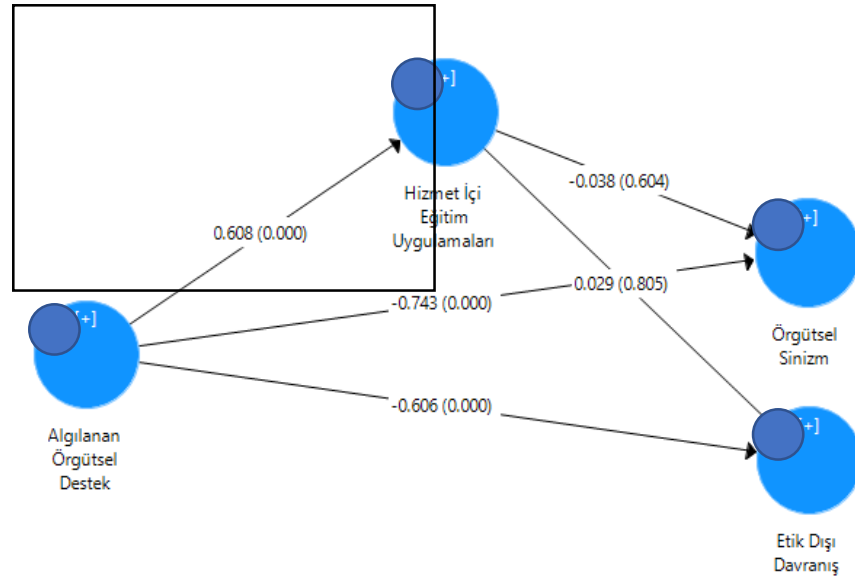 +]
Hizmet İçi
Eğitim
Uygulamaları
-0.038 (0.604)
0.608 (0.000)
+]
0.029 (0.805)
-0.743 (0.000)
[+]
Örgütsel
Sinizm
-0.606 (0.000)
+]
Algılanan
Örgütsel
Destek
Etik Dışı
Davranış